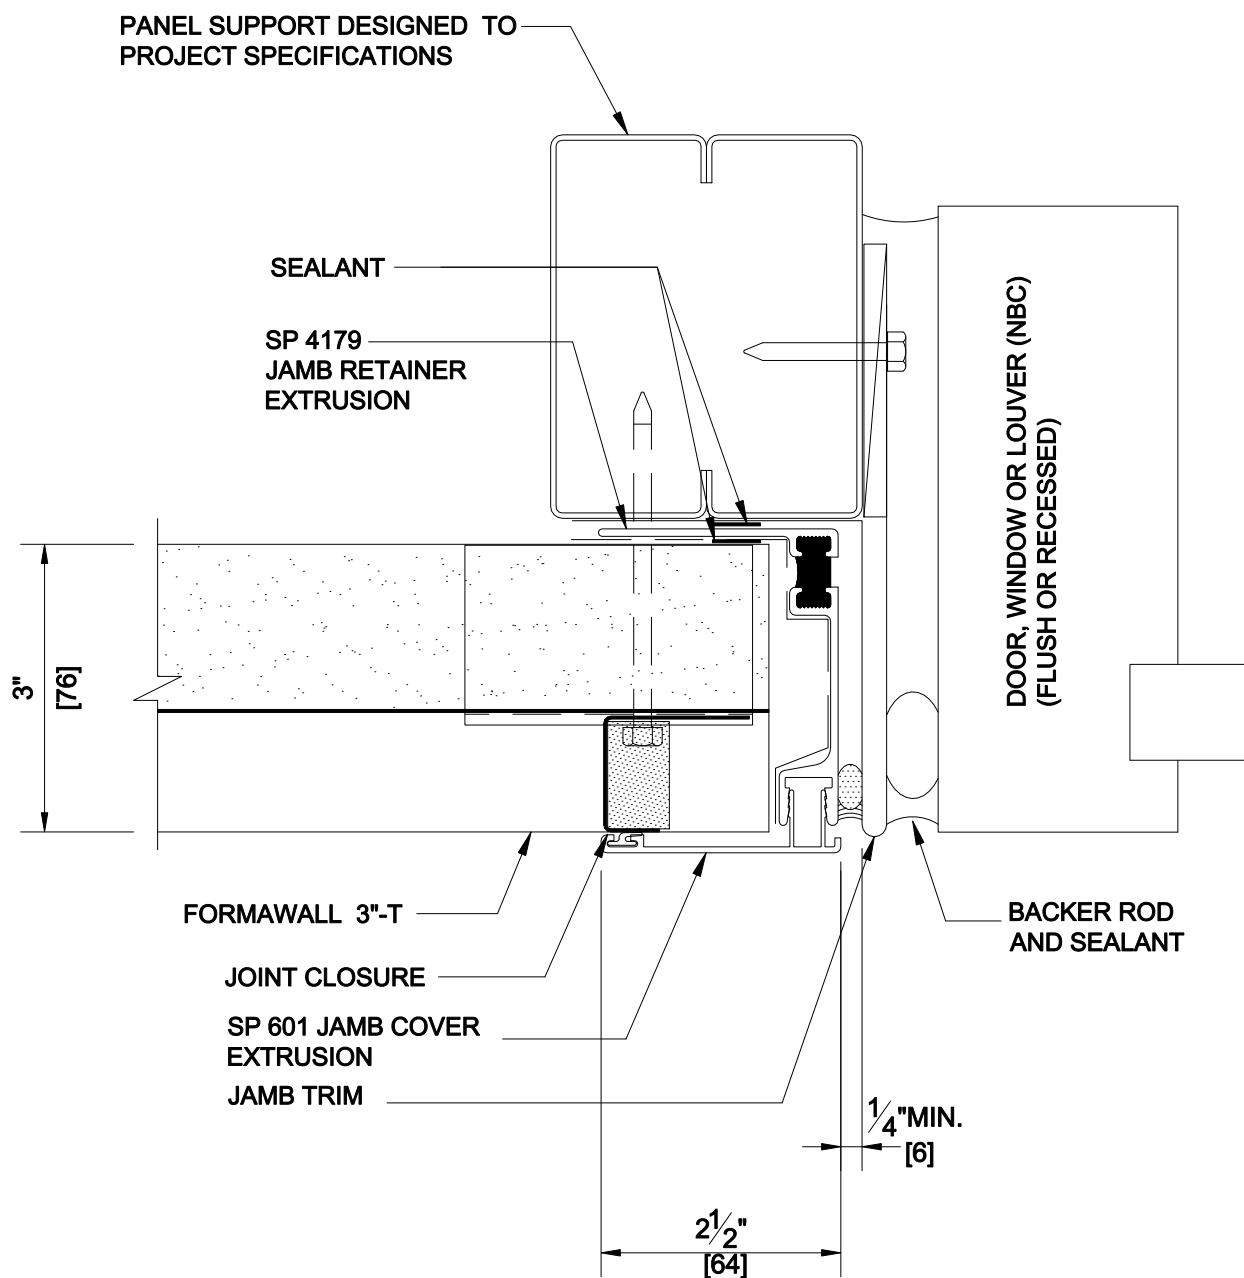 PANEL SUPPORT DESIGNED TO
PROJECT SPECIFICATIONS
SEALANT
SP 4179
JAMB RETAINER
EXTRUSION
DOOR, WINDOW OR LOUVER (NBC)
(FLUSH OR RECESSED)
3"
[76]
FORMAWALL 3"-T
JOINT CLOSURE
SP 601 JAMB COVER
EXTRUSION
JAMB TRIM
BACKER ROD
AND SEALANT
1/4"MIN.
[6]
2 1/2"
[64]